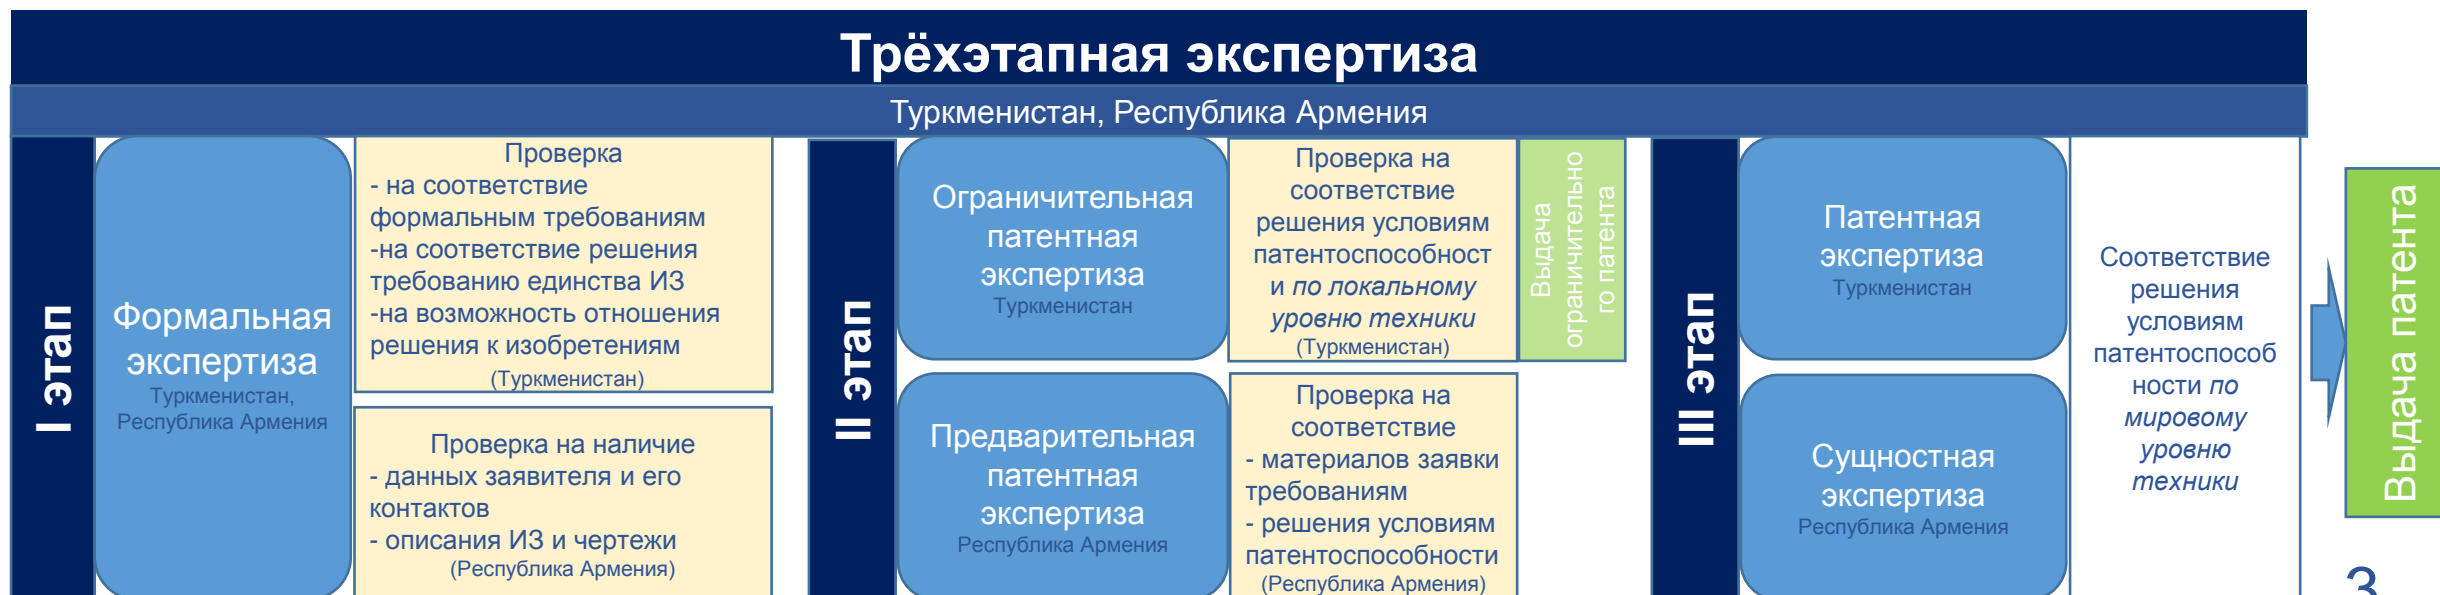 Трёхэтапная экспертиза
Туркменистан, Республика Армения
I этап
Формальная
экспертиза
Туркменистан,
Республика Армения
Проверка
- на соответствие
формальным требованиям
-на соответствие решения
требованию единства ИЗ
-на возможность отношения
решения к изобретениям
(Туркменистан)
Проверка на наличие
- данных заявителя и его
контактов
- описания ИЗ и чертежи
(Республика Армения)
II этап
Ограничительная
патентная
экспертиза
Туркменистан
Проверка на
соответствие
решения условиям
патентоспособност
и по локальному
уровню техники
(Туркменистан)
Выдача
ограничительно
го патента
Предварительная
патентная
экспертиза
Республика Армения
Проверка на
соответствие
- материалов заявки
требованиям
- решения условиям
патентоспособности
(Республика Армения)
III этап
Патентная
экспертиза
Туркменистан
Сущностная
экспертиза
Республика Армения
Соответствие
решения
условиям
патентоспособ
ности по
мировому
уровню
техники
Выдача патента
3